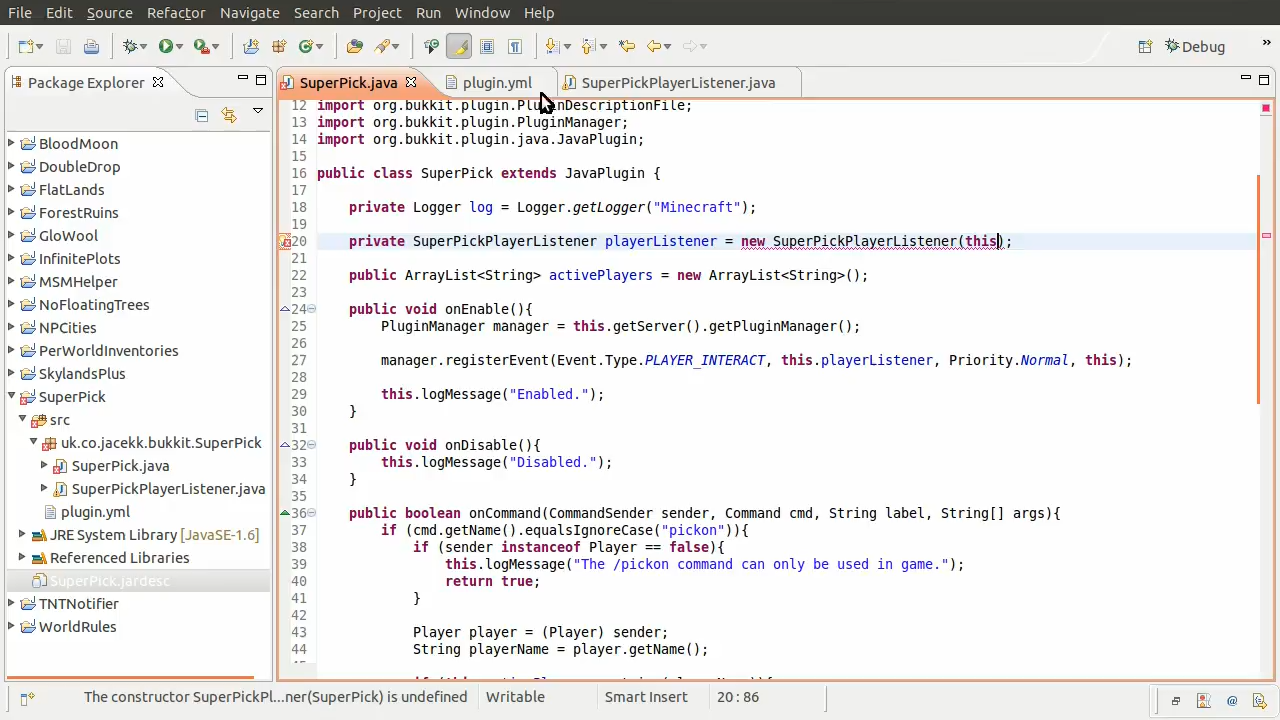 File Edit Source Refactor Navigate Search Project Run Window Help
Debug
Package Explorer
SuperPick.java
plugin.yml
SuperPickPlayerListener.java
BloodMoon
DoubleDrop
FlatLands
ForestRuins
GloWool
InfinitePlots
MSMHelper
NoFloatingTrees
NPCities
PerWorldInventories
SkylandsPlus
SuperPick
src
uk.co.jacekk.bukkit.SuperPick
SuperPick.java
SuperPickPlayerListener.java
plugin.yml
JRE System Library [JavaSE-1.6]
Referenced Libraries
SuperPick.jardesc
TNTNotifier
WorldRules
12 import org.bukkit.plugin.PluginDescriptionFile;
13 import org.bukkit.plugin.PluginManager;
14 import org.bukkit.plugin.java.JavaPlugin;
15
16 public class SuperPick extends JavaPlugin {
17
18 private Logger log = Logger.getLogger("Minecraft");
19
20 private SuperPickPlayerListener playerListener = new SuperPickPlayerListener(this);
21
22 public ArrayList<String> activePlayers = new ArrayList<String>();
23
24 public void onEnable(){
25 PluginManager manager = this.getServer().getPluginManager();
26
27 manager.registerEvent(Event.Type.PLAYER_INTERACT, this.playerListener, Priority.Normal, this);
28
29 this.logMessage("Enabled.");
30 }
31
32 public void onDisable(){
33 this.logMessage("Disabled.");
34 }
35
36 public boolean onCommand(CommandSender sender, Command cmd, String label, String[] args){
37 if (cmd.getName().equalsIgnoreCase("pickon")){
38 if (sender instanceof Player == false){
39 this.logMessage("The /pickon command can only be used in game.");
40 return true;
41 }
42
43 Player player = (Player) sender;
44 String playerName = player.getName();
The constructor SuperPickPl...ner(SuperPick) is undefined
Writable
Smart Insert
20 : 86